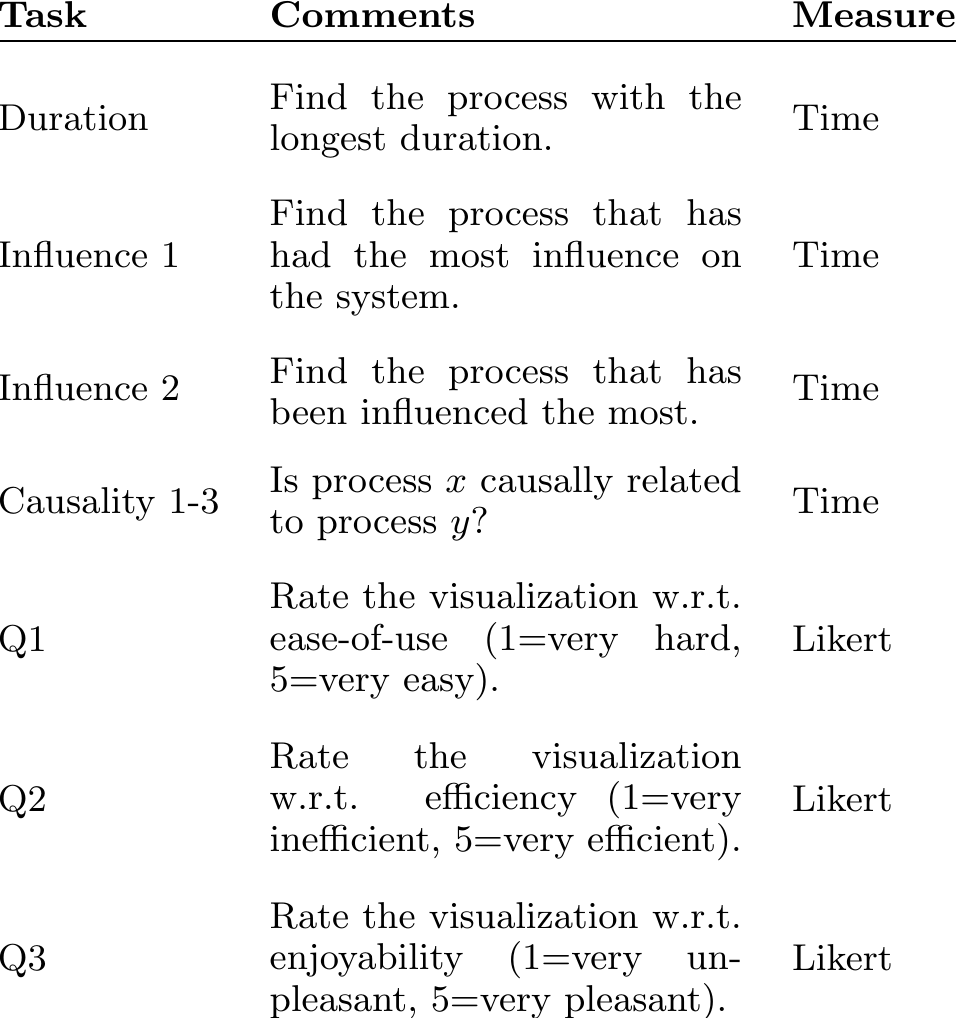 Task Comments Measure
Find the process with the
Duration Time
longest duration.
Find the process that has
Influence 1 had the most influence on Time
the system.
Find the process that has
Influence 2 Time
been influenced the most.
Is process x causally related
Causality 1-3 Time
to process y?
Rate the visualization w.r.t.
Q1 ease-of-use (1=very hard, Likert
5=very easy).
Rate the visualization
Q2 w.r.t. efficiency (1=very Likert
inefficient, 5=very efficient).
Rate the visualization w.r.t.
Q3 enjoyability (1=very un- Likert
pleasant, 5=very pleasant).